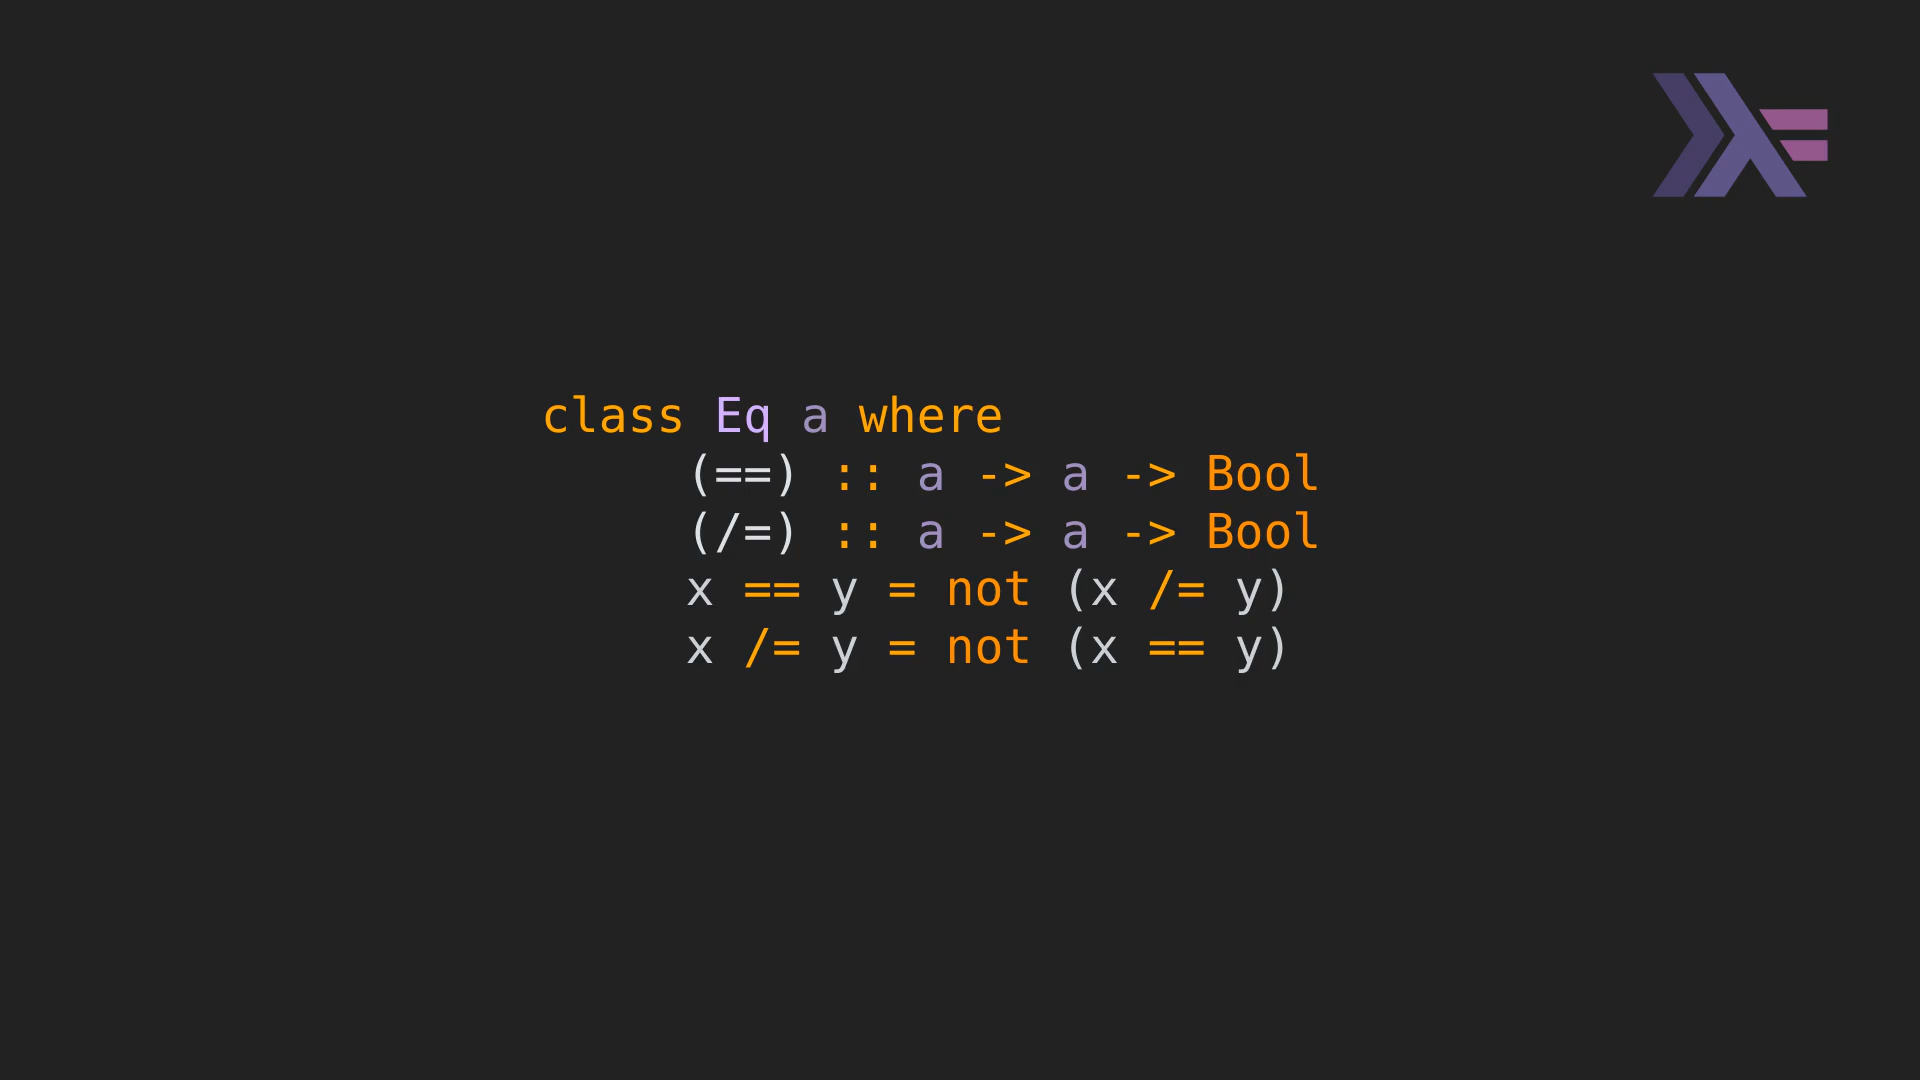 class Eq a where
(==) :: a -> a -> Bool
(/=) :: a -> a -> Bool
x == y = not (x /= y)
x /= y = not (x == y)